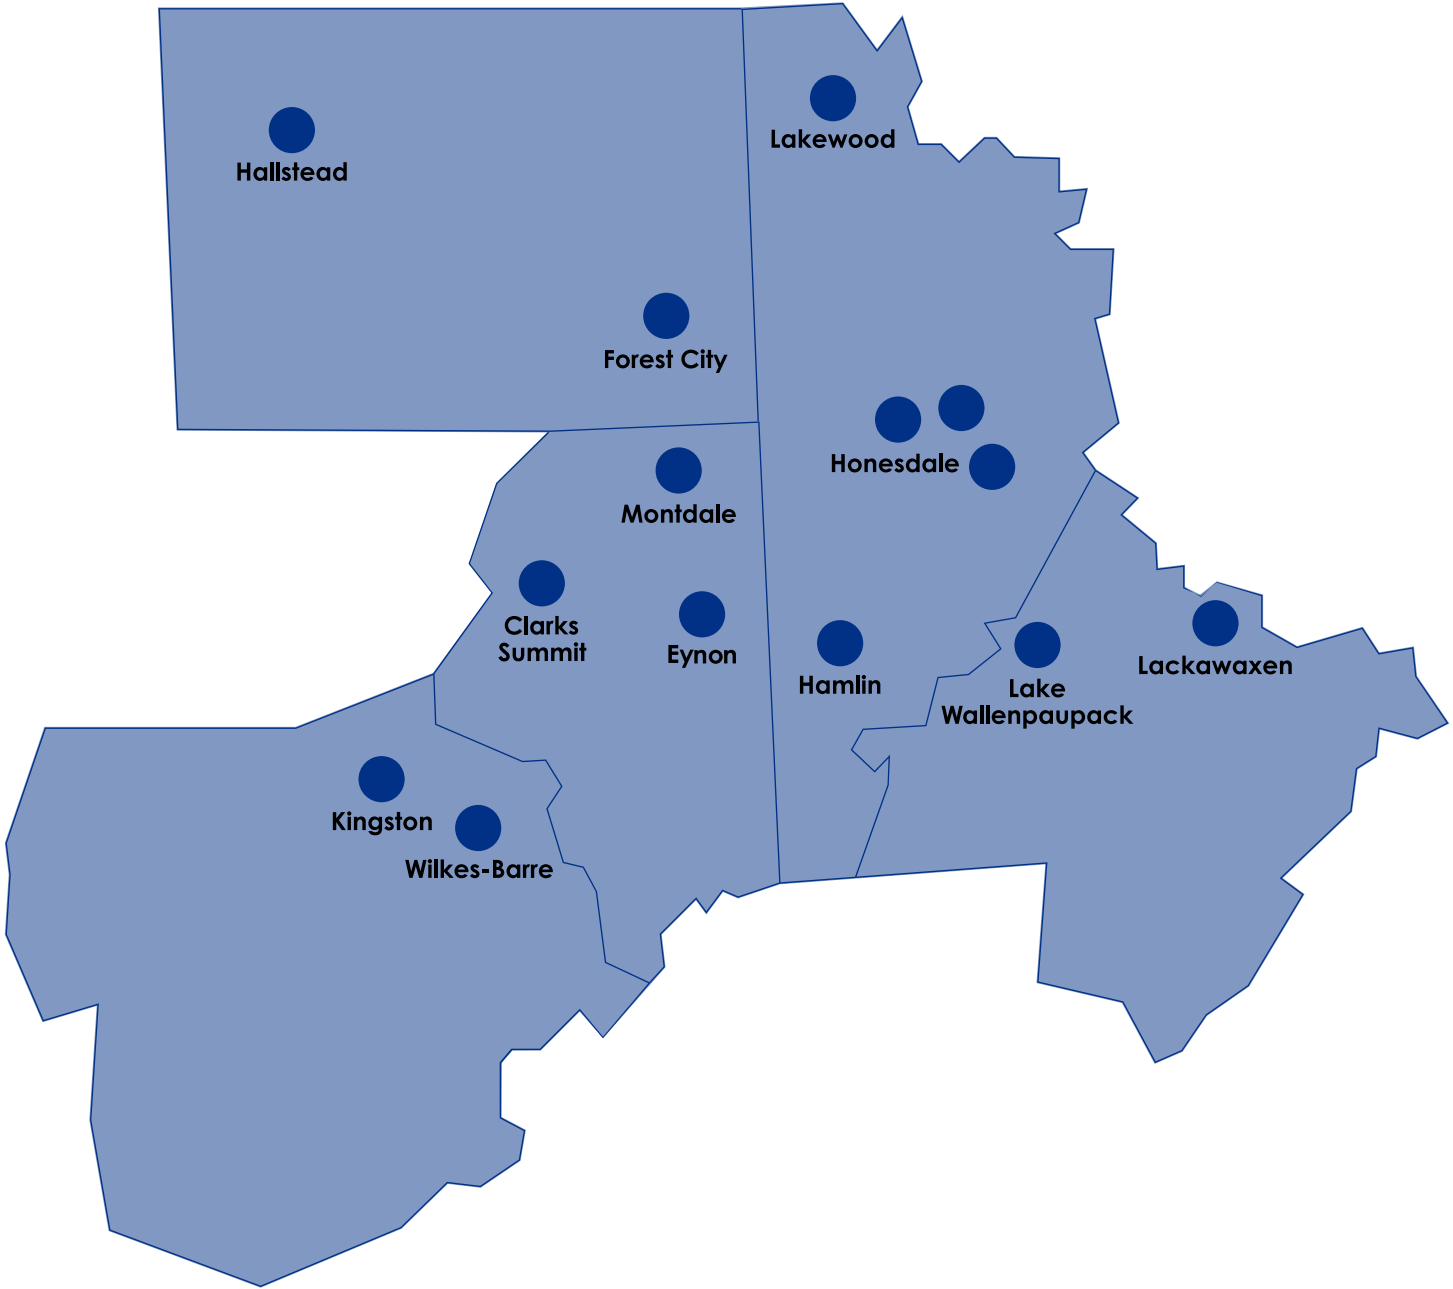 Lakewood
Hallstead
Forest City
Honesdale
Montdale
Clarks
Summit
Eynon
Hamlin
Lake
Wallenpaupack
Lackawaxen
Kingston
Wilkes-Barre